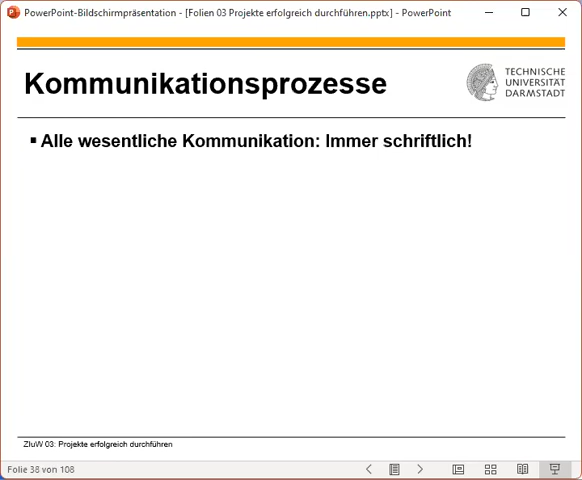 PowerPoint-Bildschirmpräsentation - [Folien 03 Projekte erfolgreich durchführen.pptx] - PowerPoint
Kommunikationsprozesse
TECHNISCHE
UNIVERSITÄT
DARMSTADT
▪ Alle wesentliche Kommunikation: Immer schriftlich!
ZIuW 03: Projekte erfolgreich durchführen
Folie 38 von 108